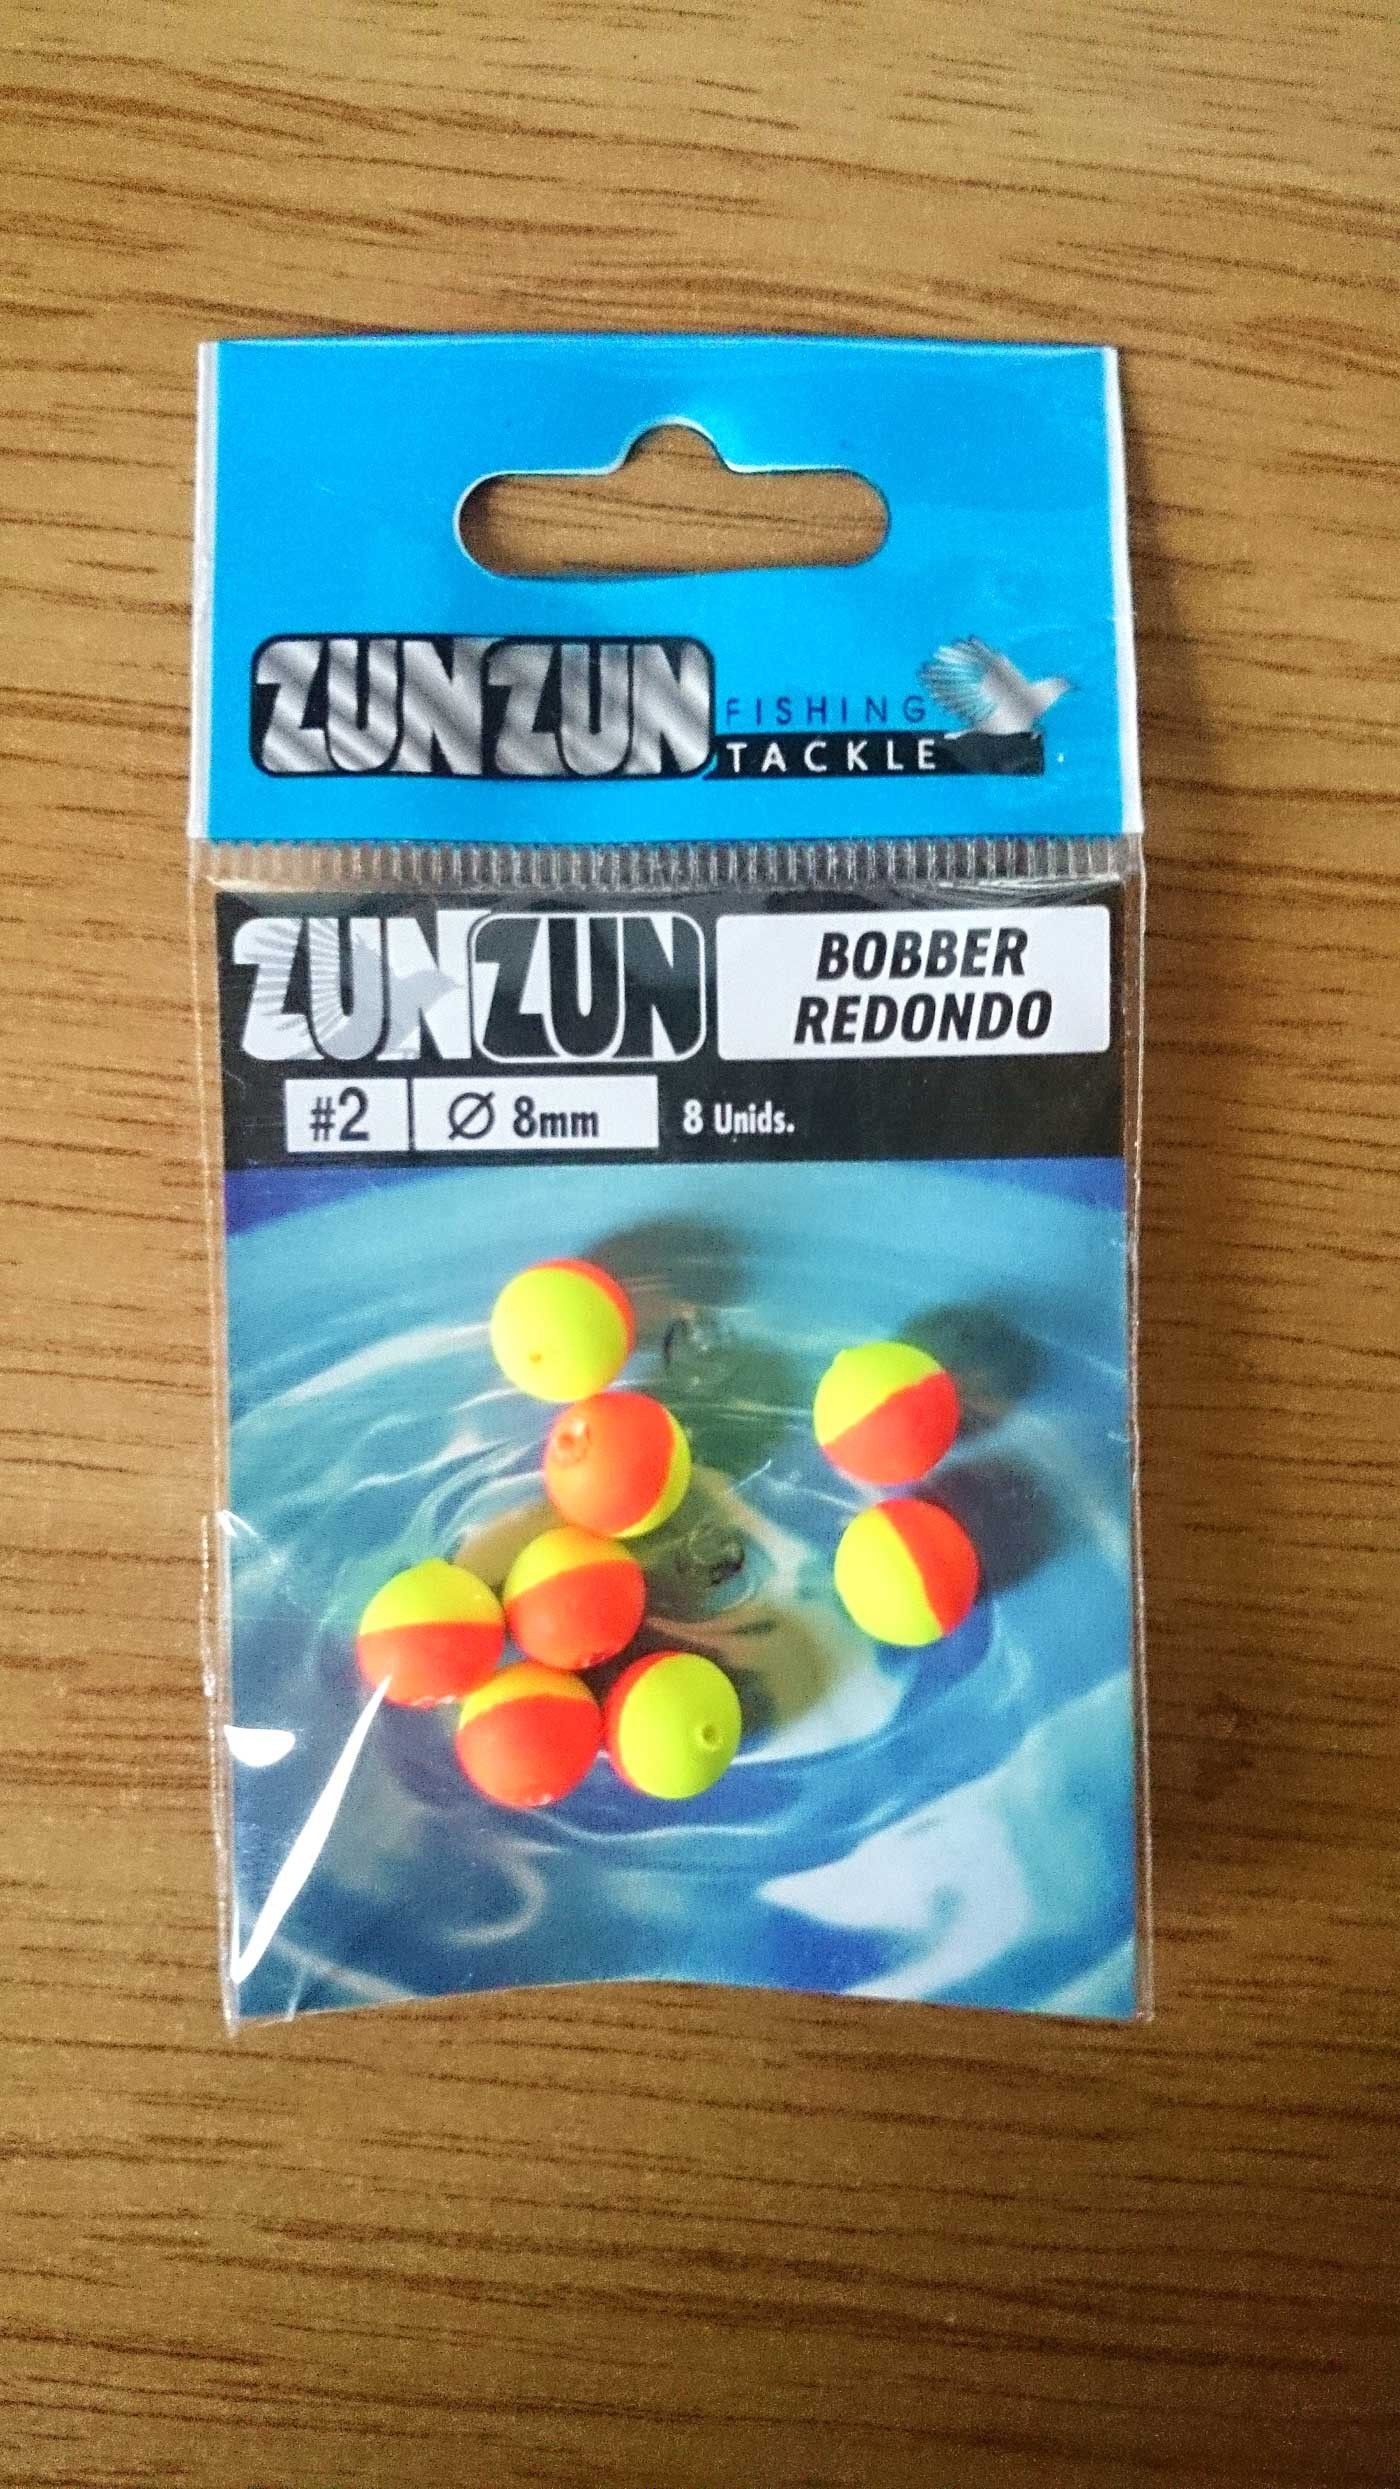 ZUNZUN
FISHING
TACKLE
ZUNZUN
BOBBER
REDONDO
#2 Ø 8mm 8 Unids.